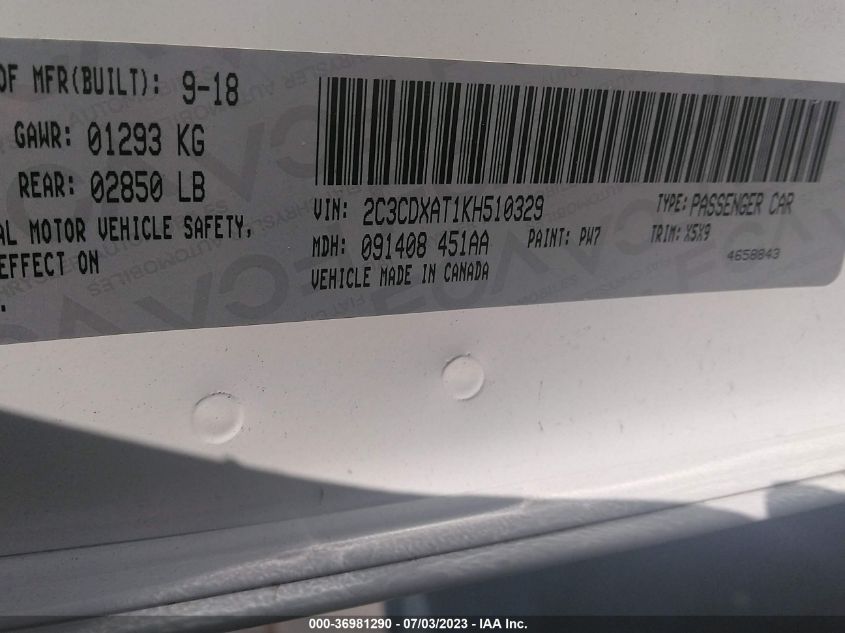 OF MFR(BUILT): 9-18
GAWR: 01293 KG
REAR: 02850 LB
AL MOTOR VEHICLE SAFETY,
EFFECT ON
VIN: 2C3CDXAT1KH510329
TYPE: PASSENGER CAR
MDH: 091408 451AA
PAINT: PW7
TRIM: X5X9
VEHICLE MADE IN CANADA
4658843
000-36981290 - 07/03/2023 - IAA Inc.